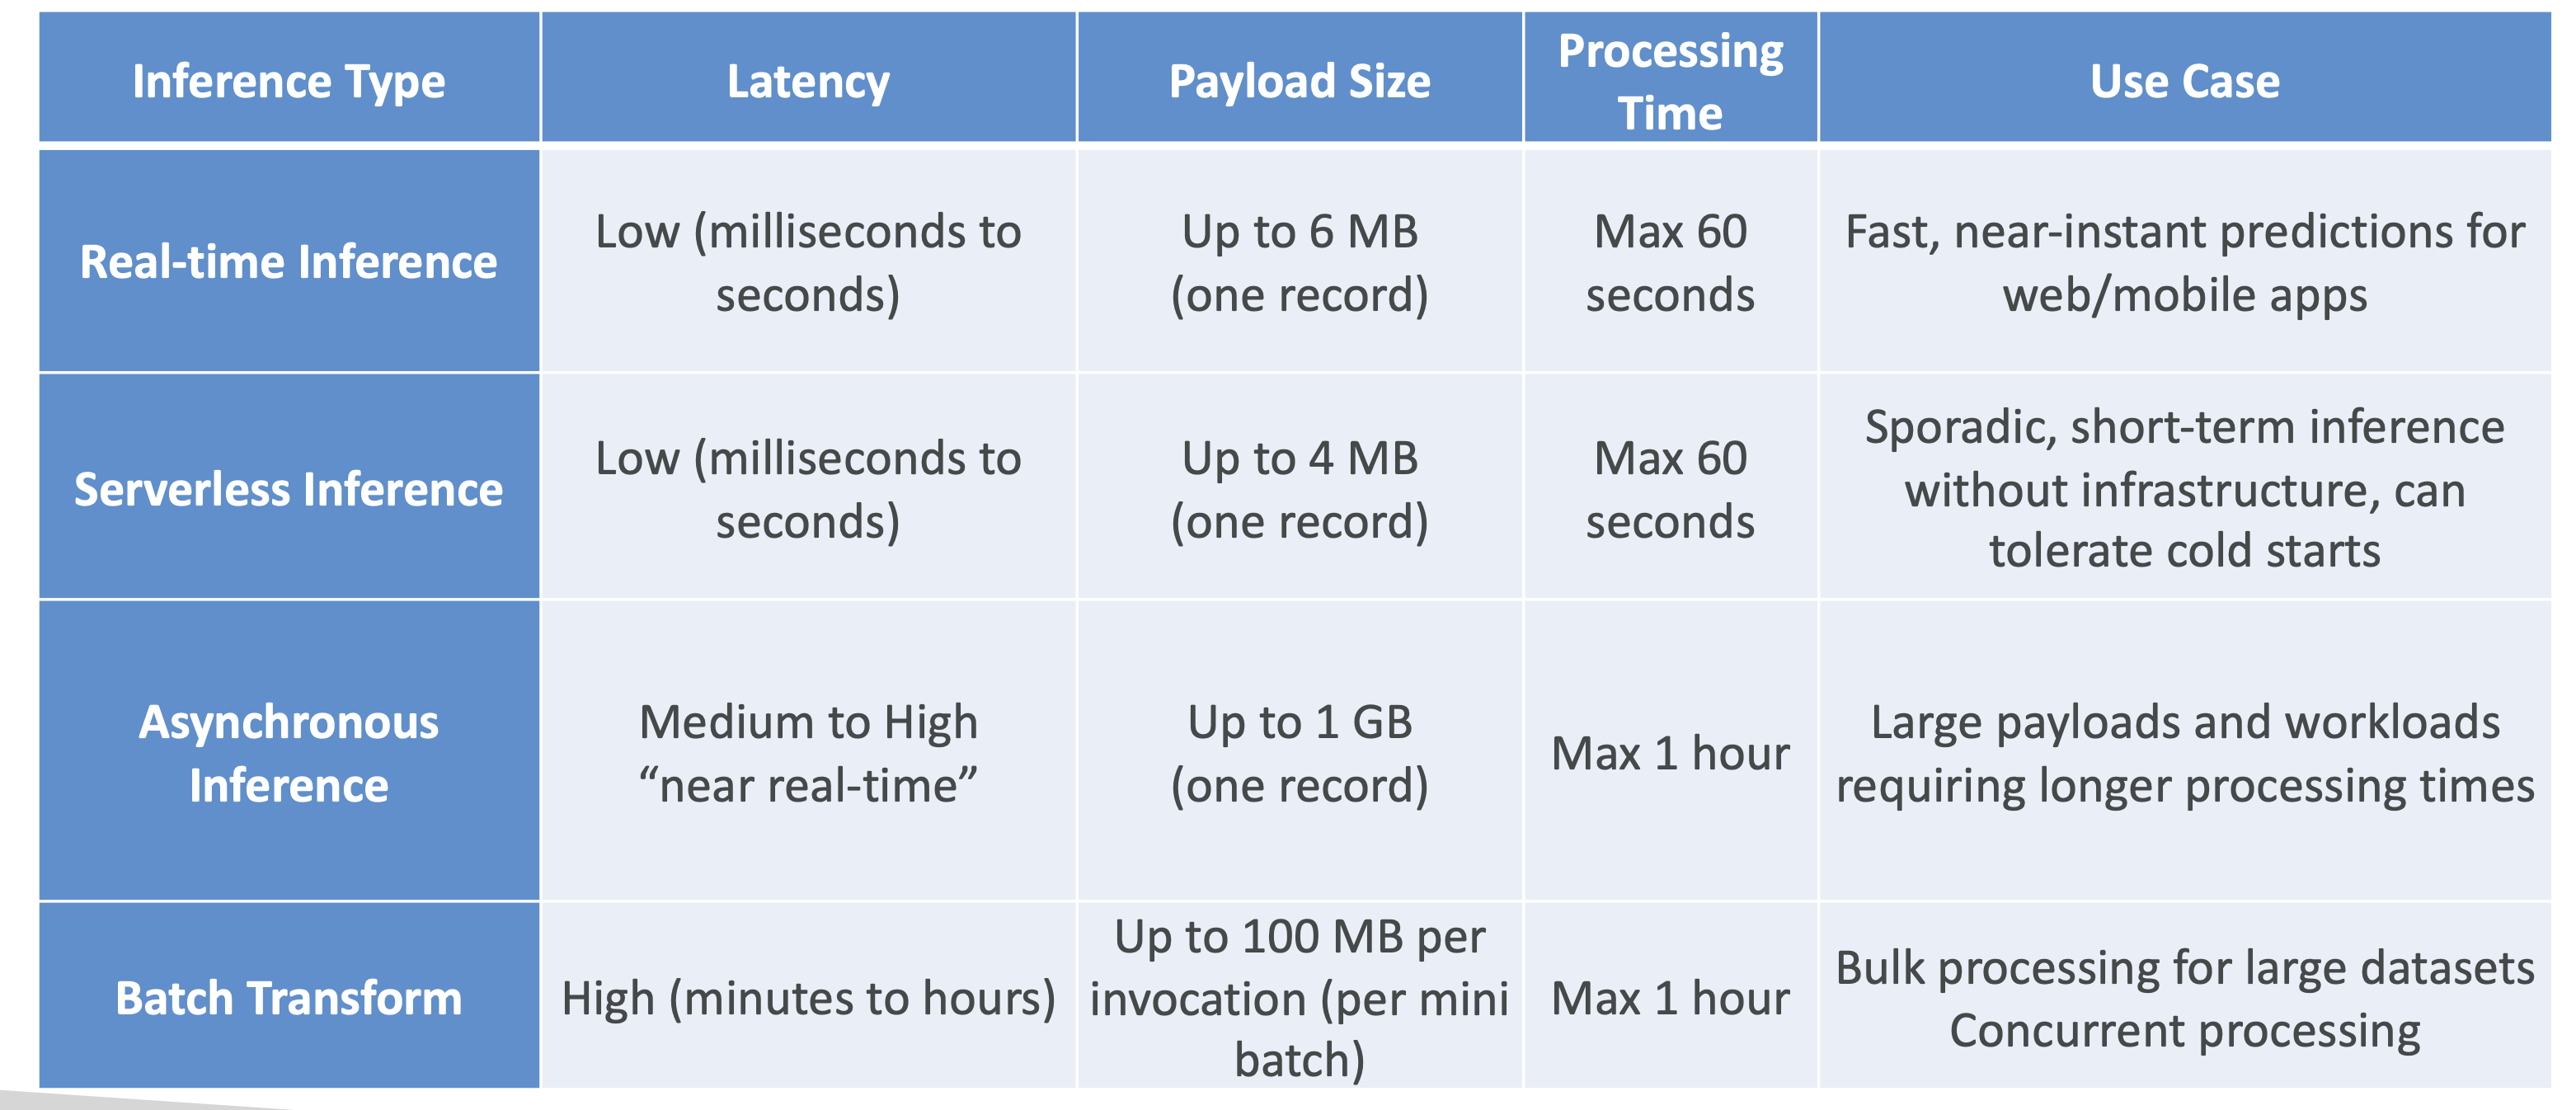 Inference Type
Latency
Payload Size
Processing
Time
Use Case
Real-time Inference
Low (milliseconds to
seconds)
Up to 6 MB
(one record)
Max 60
seconds
Fast, near-instant predictions for
web/mobile apps
Serverless Inference
Low (milliseconds to
seconds)
Up to 4 MB
(one record)
Max 60
seconds
Sporadic, short-term inference
without infrastructure, can
tolerate cold starts
Asynchronous
Inference
Medium to High
“near real-time”
Up to 1 GB
(one record)
Max 1 hour
Large payloads and workloads
requiring longer processing times
Batch Transform
High (minutes to hours)
Up to 100 MB per
invocation (per mini
batch)
Max 1 hour
Bulk processing for large datasets
Concurrent processing